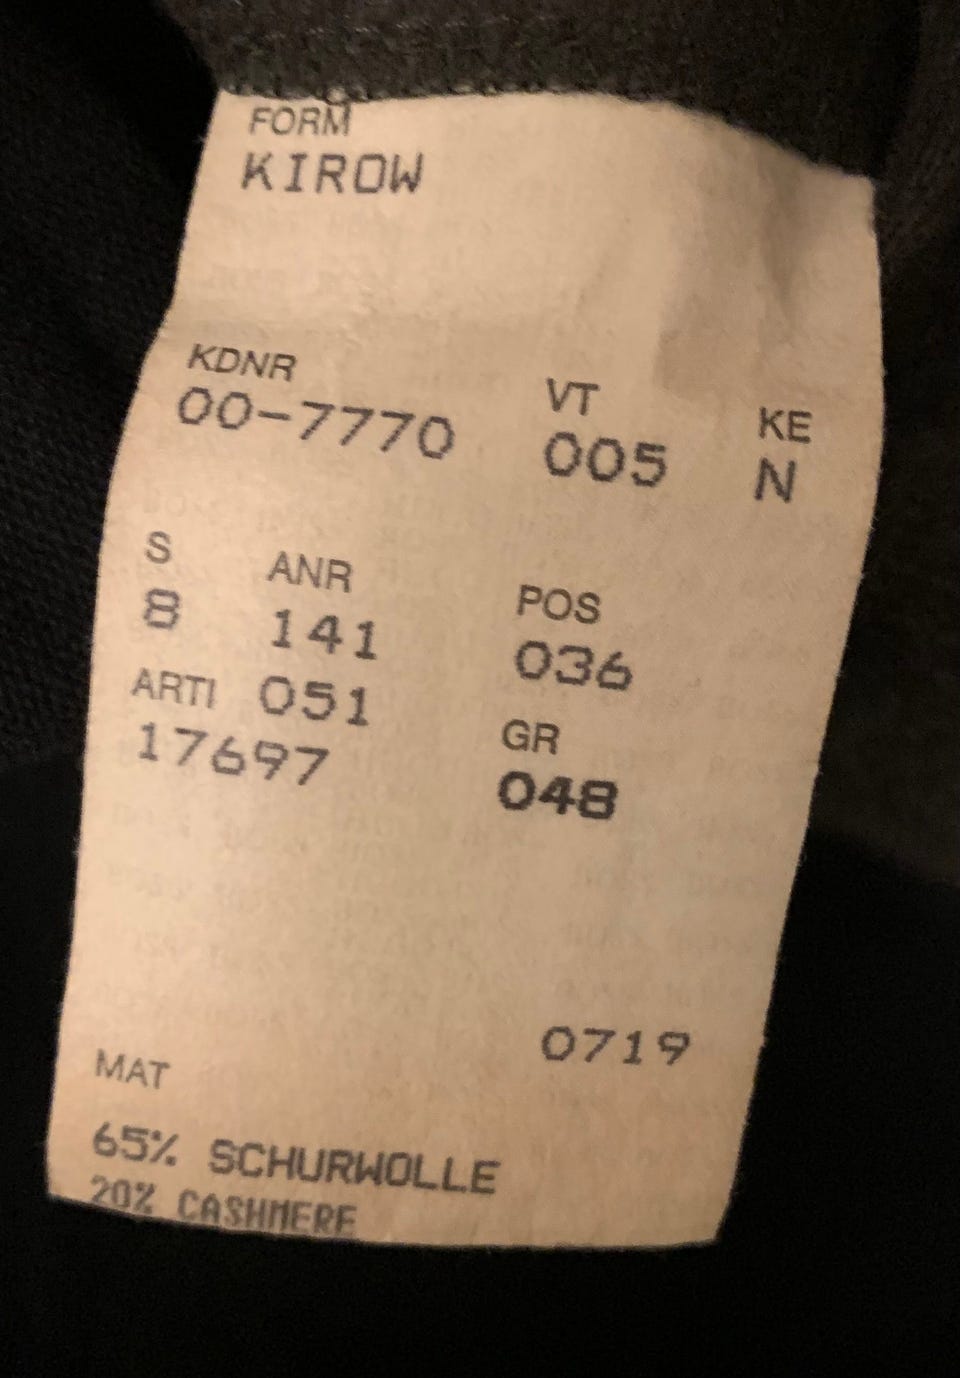 FORM
KIROW
KDNR VT KE
00-7770 005 N
S ANR POS
8 141 036
ARTI 051 GR
17697 048
0719
MAT
65% SCHURWOLLE
20% CASHMERE